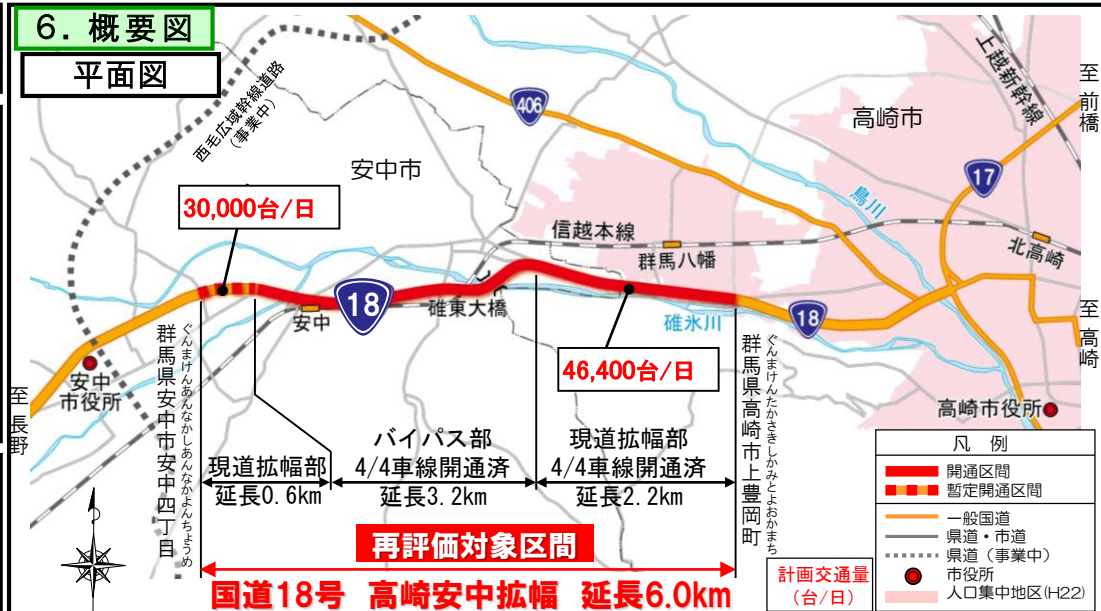 6. 概要図
平面図
西毛広域幹線道路
(事業中)
安中市
高崎市
上越新幹線
至前橋
406
17
烏川
30,000台/日
信越本線
群馬八幡
北高崎
18
安中
碓東大橋
碓氷川
18
至高崎
46,400台/日
安中
市役所
至長野
群馬県安中市安中四丁目
ぐんまけんあんなかしあんなかよんちょうめ
群馬県高崎市上豊岡町
ぐんまけんたかさきしかみとよおかまち
高崎市役所
現道拡幅部
延長0.6km
バイパス部
4/4車線開通済
延長3.2km
現道拡幅部
4/4車線開通済
延長2.2km
再評価対象区間
国道18号 高崎安中拡幅 延長6.0km
計画交通量
(台/日)
凡 例
開通区間
暫定開通区間
一般国道
県道・市道
県道（事業中）
市役所
人口集中地区(H22)